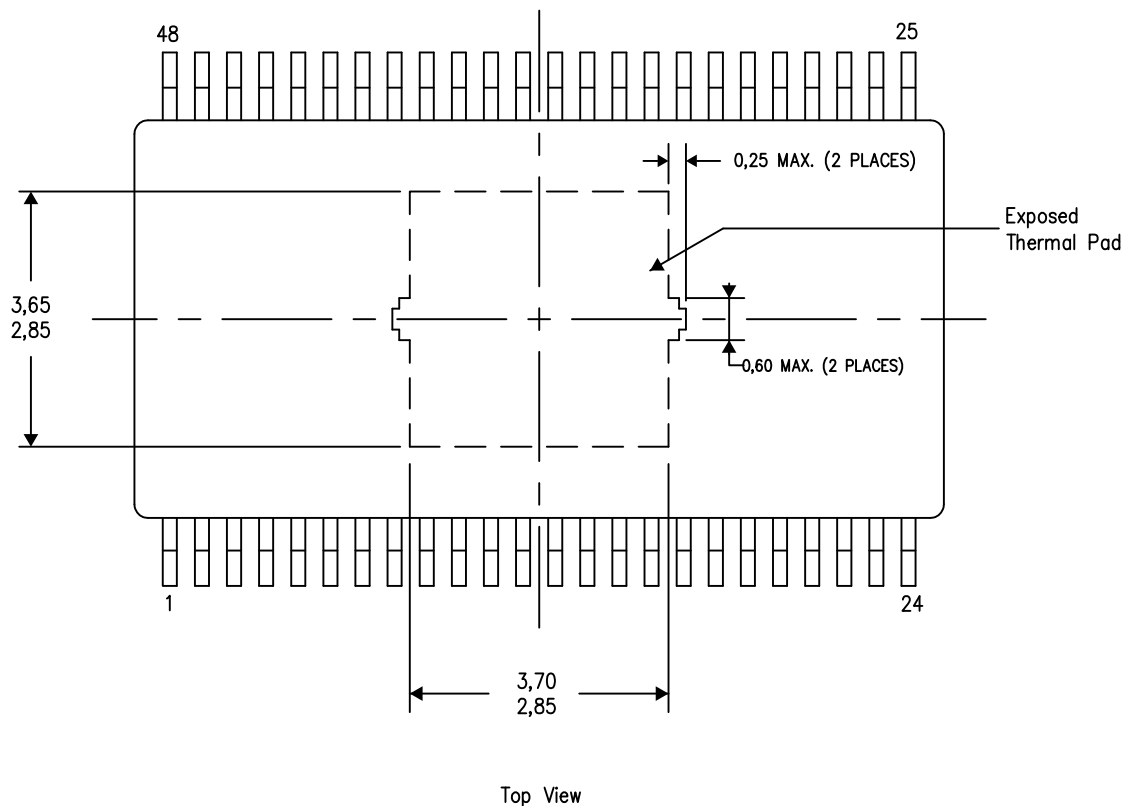 48
25
0,25 MAX. (2 PLACES)
Exposed
Thermal Pad
3,65
2,85
0,60 MAX. (2 PLACES)
1
24
3,70
2,85
Top View